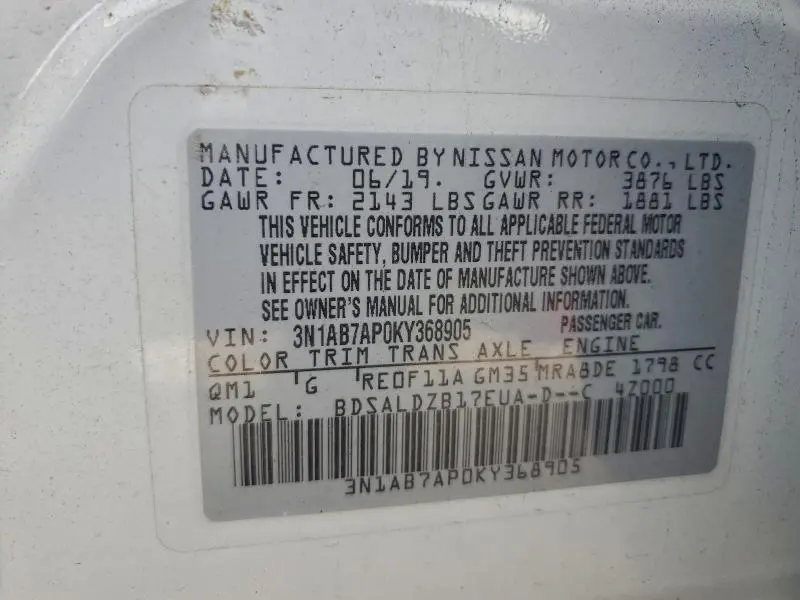 MANUFACTURED BY NISSAN MOTOR CO., LTD.
DATE: 06/19. GVWR: 3876 LBS
GAWR FR: 2143 LBS GAWR RR: 1881 LBS
THIS VEHICLE CONFORMS TO ALL APPLICABLE FEDERAL MOTOR
VEHICLE SAFETY, BUMPER AND THEFT PREVENTION STANDARDS
IN EFFECT ON THE DATE OF MANUFACTURE SHOWN ABOVE.
SEE OWNER'S MANUAL FOR ADDITIONAL INFORMATION.
VIN: 3N1AB7AP0KY368905 PASSENGER CAR.
COLOR TRIM TRANS AXLE ENGINE
QM1 G RE0F11A GM35 MRA8DE 1798 CC
MODEL: BDSALDZB17EUA-D--C 4Z000
3N1AB7AP0KY368905